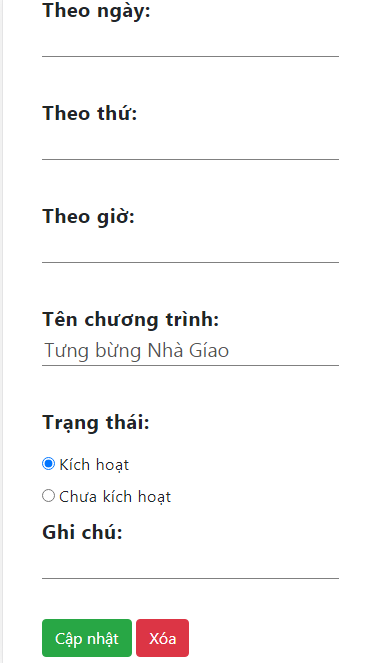 Theo ngày:
Theo thứ:
Theo giờ:
Tên chương trình:
Tưng bừng Nhà Gíao
Trạng thái:
Kích hoạt
Chưa kích hoạt
Ghi chú:
Cập nhật Xóa